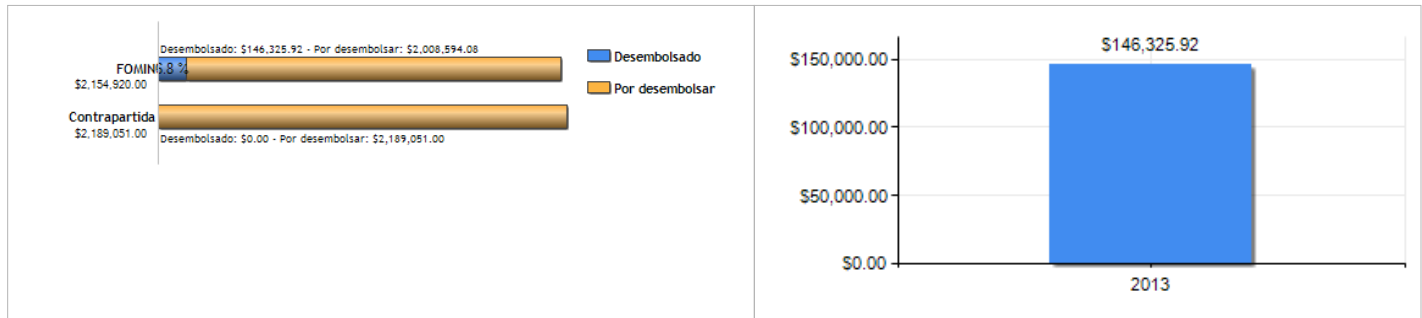 Desembolsado: $146,325.92 - Por desembolsar: $2,008,594.08
FOMIN
6.8 %
$2,154,920.00
Contrapartida
$2,189,051.00
Desembolsado: $0.00 - Por desembolsar: $2,189,051.00
Desembolsado
Por desembolsar
$146,325.92
$150,000.00
$100,000.00
$50,000.00
$0.00
2013